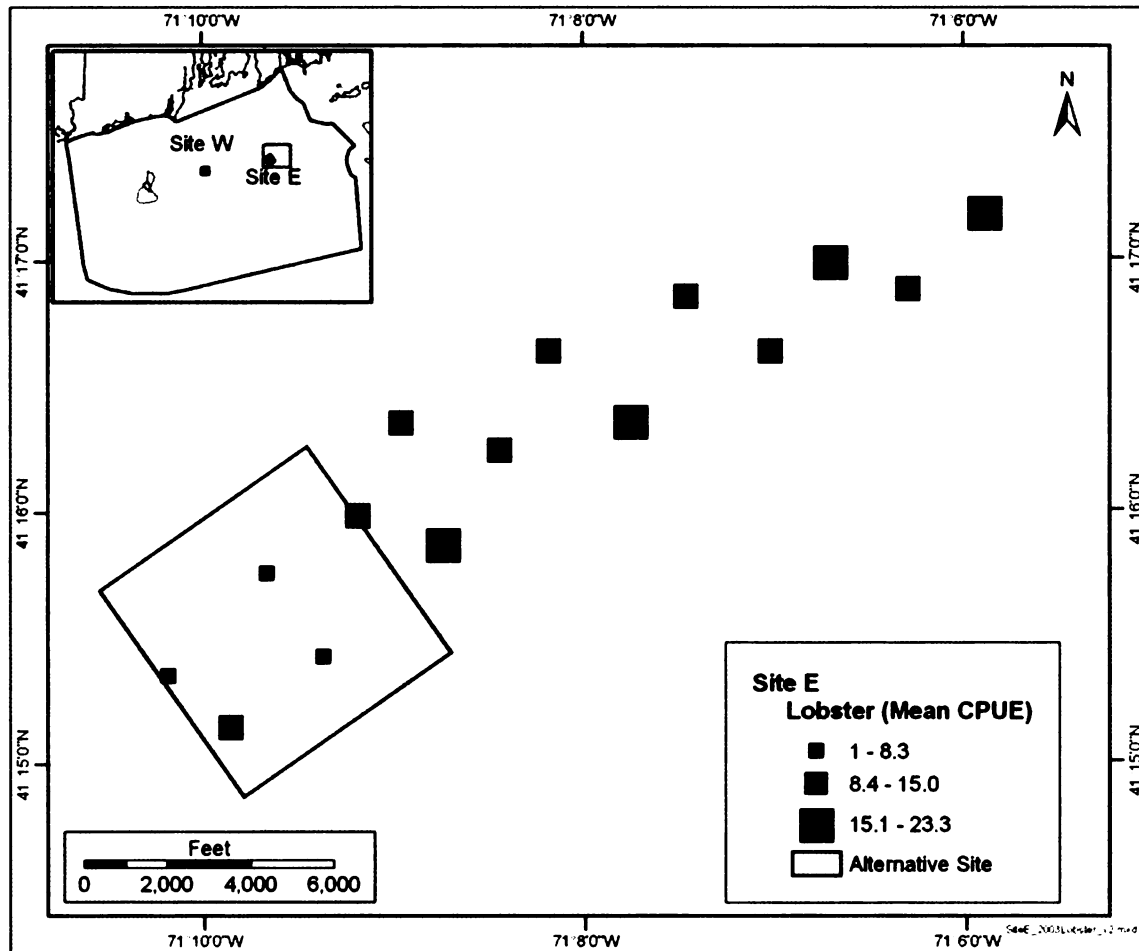 71°10'0"W 71°8'0"W 71°6'0"W
N
Site W
Site E
41°17'0"N 41°17'0"N
41°16'0"N 41°16'0"N
41°15'0"N 41°15'0"N
Site E
Lobster (Mean CPUE)
1 - 8.3
8.4 - 15.0
15.1 - 23.3
Alternative Site
Feet
0 2,000 4,000 6,000
71°10'0"W 71°8'0"W 71°6'0"W